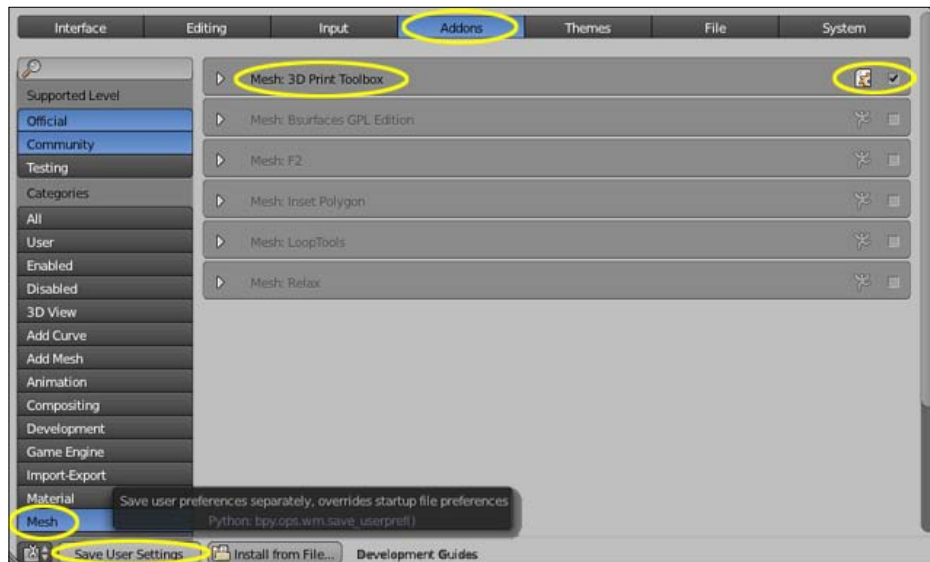 Interface Editing Input Addons Themes File System
Supported Level
Official
Community
Testing
Categories
All
User
Enabled
Disabled
3D View
Add Curve
Add Mesh
Animation
Compositing
Development
Game Engine
Import-Export
Material
Mesh
Mesh: 3D Print Toolbox
Mesh: Bsurfaces GPL Edition
Mesh: F2
Mesh: Inset Polygon
Mesh: LoopTools
Mesh: Relax
Save user preferences separately, overrides startup file preferences
Python: bpy.ops.wm.save_userpref()
Save User Settings Install from File... Development Guides